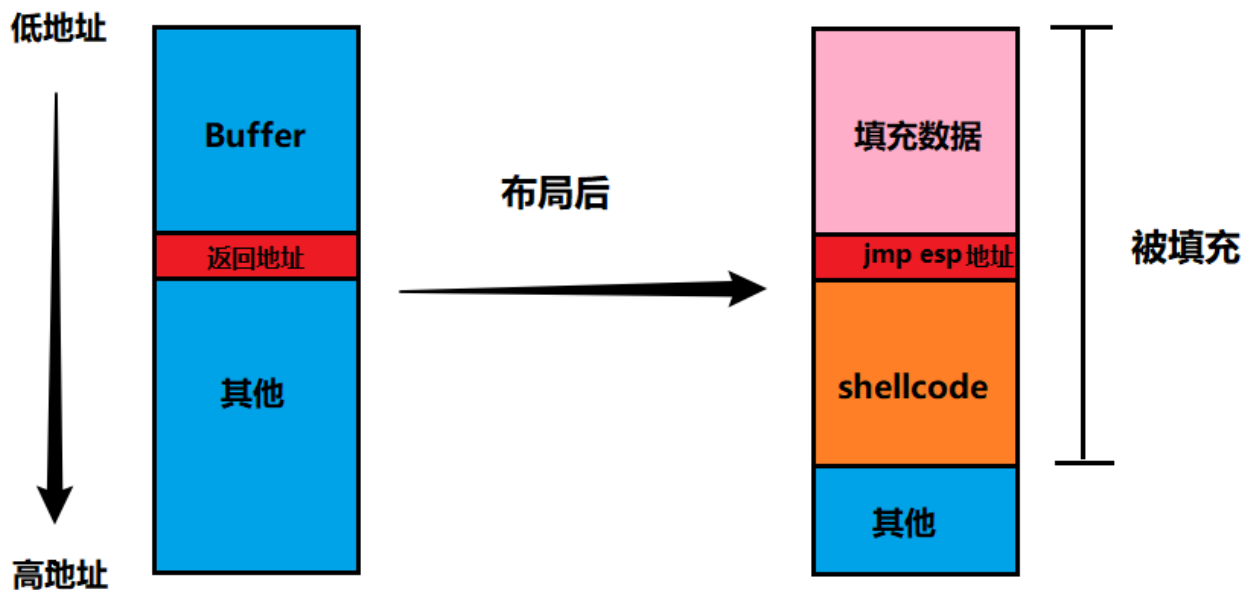 低地址
Buffer
返回地址
其他
高地址
布局后
填充数据
jmp esp 地址
shellcode
其他
被填充